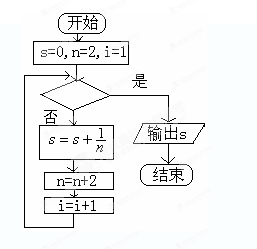 开始
s=0,n=2,i=1
是
否
s=s+1/n
输出s
n=n+2
结束
i=i+1